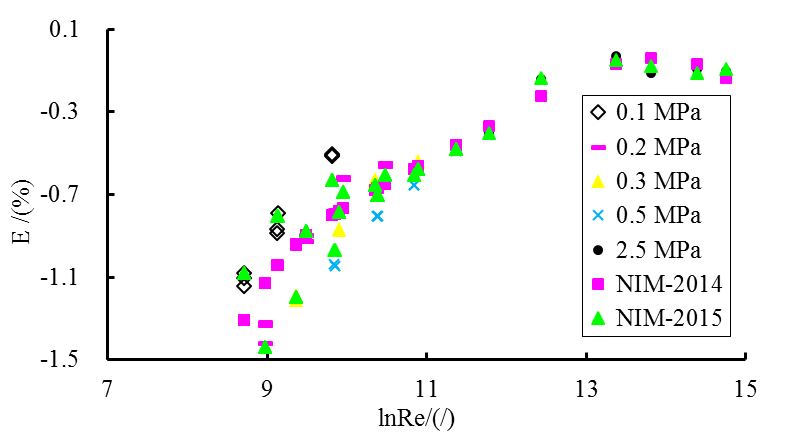 0.1
-0.3
-0.7
-1.1
-1.5
E /(%)
7
9
11
13
15
lnRe/(/)
0.1 MPa
0.2 MPa
0.3 MPa
0.5 MPa
2.5 MPa
NIM-2014
NIM-2015